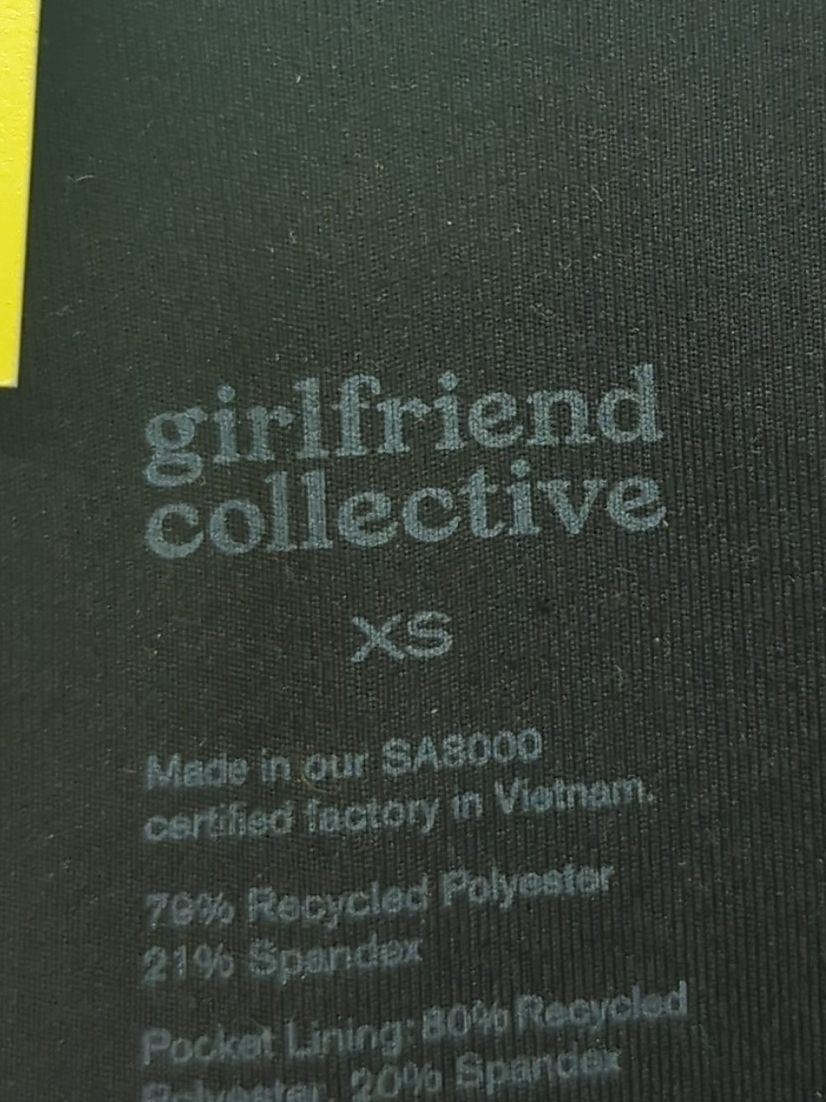 girlfriend
collective
XS
Made in our SA8000
certified factory in Vietnam.
79% Recycled Polyester
21% Spandex
Pocket Lining: 80% Recycled
Polyester, 20% Spandex